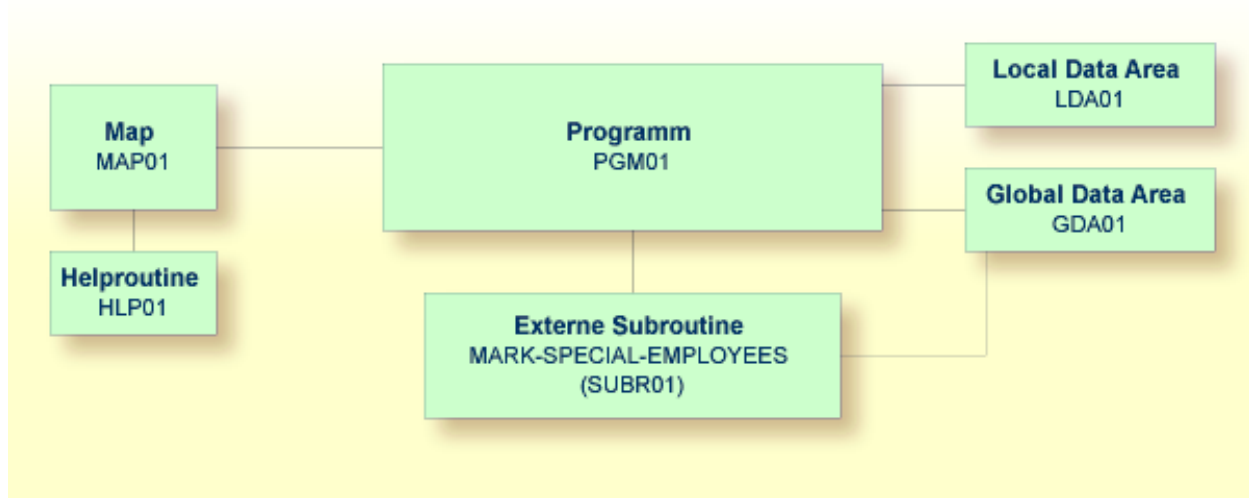 Map
MAP01
Helproutine
HLP01
Programm
PGM01
Externe Subroutine
MARK-SPECIAL-EMPLOYEES
(SUBR01)
Local Data Area
LDA01
Global Data Area
GDA01